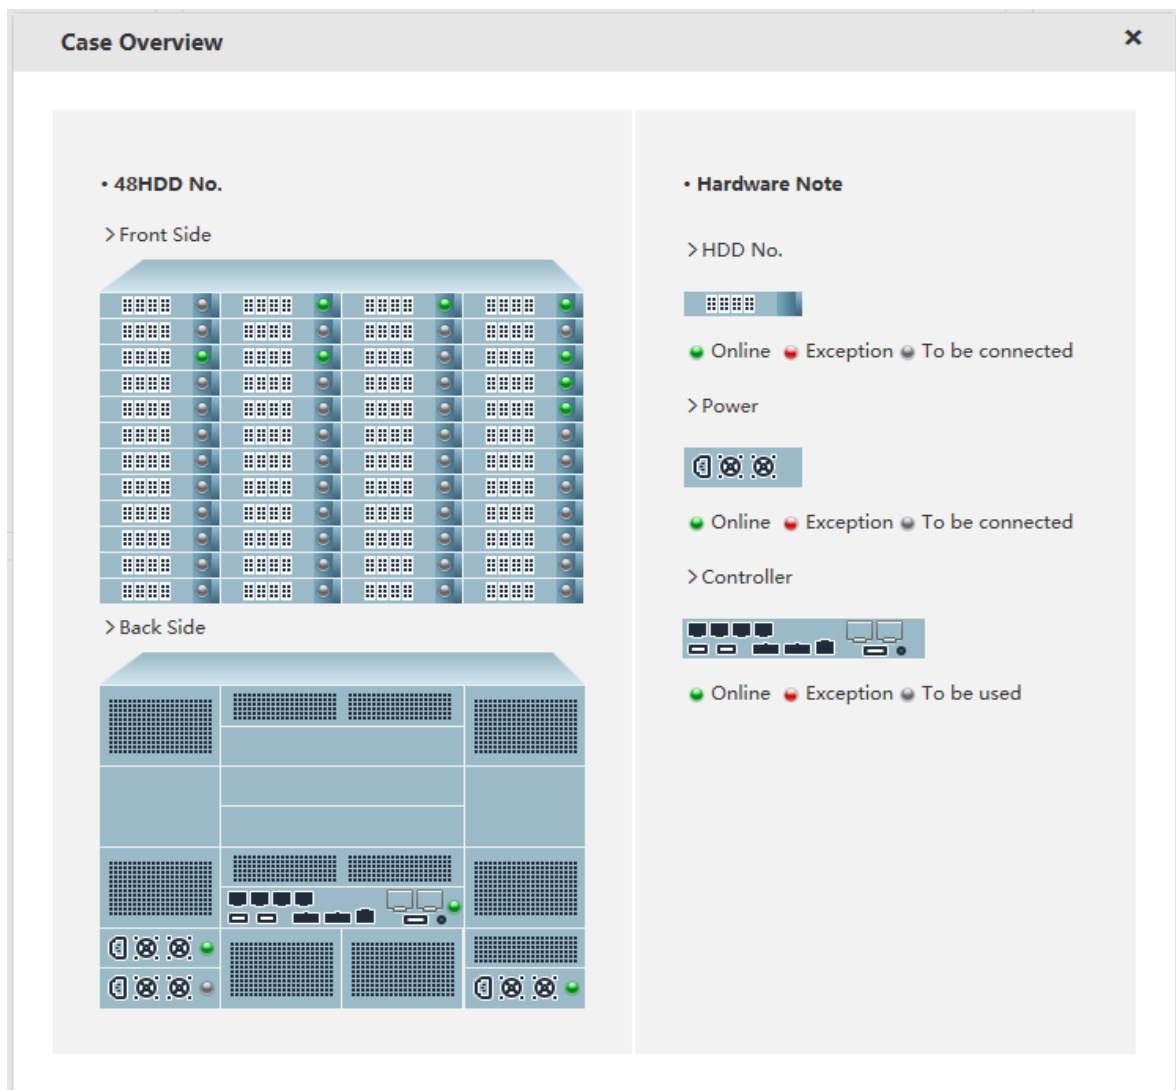 Case Overview
×
• 48HDD No.
>Front Side
>Back Side
• Hardware Note
>HDD No.
Online Exception To be connected
>Power
Online Exception To be connected
>Controller
Online Exception To be used